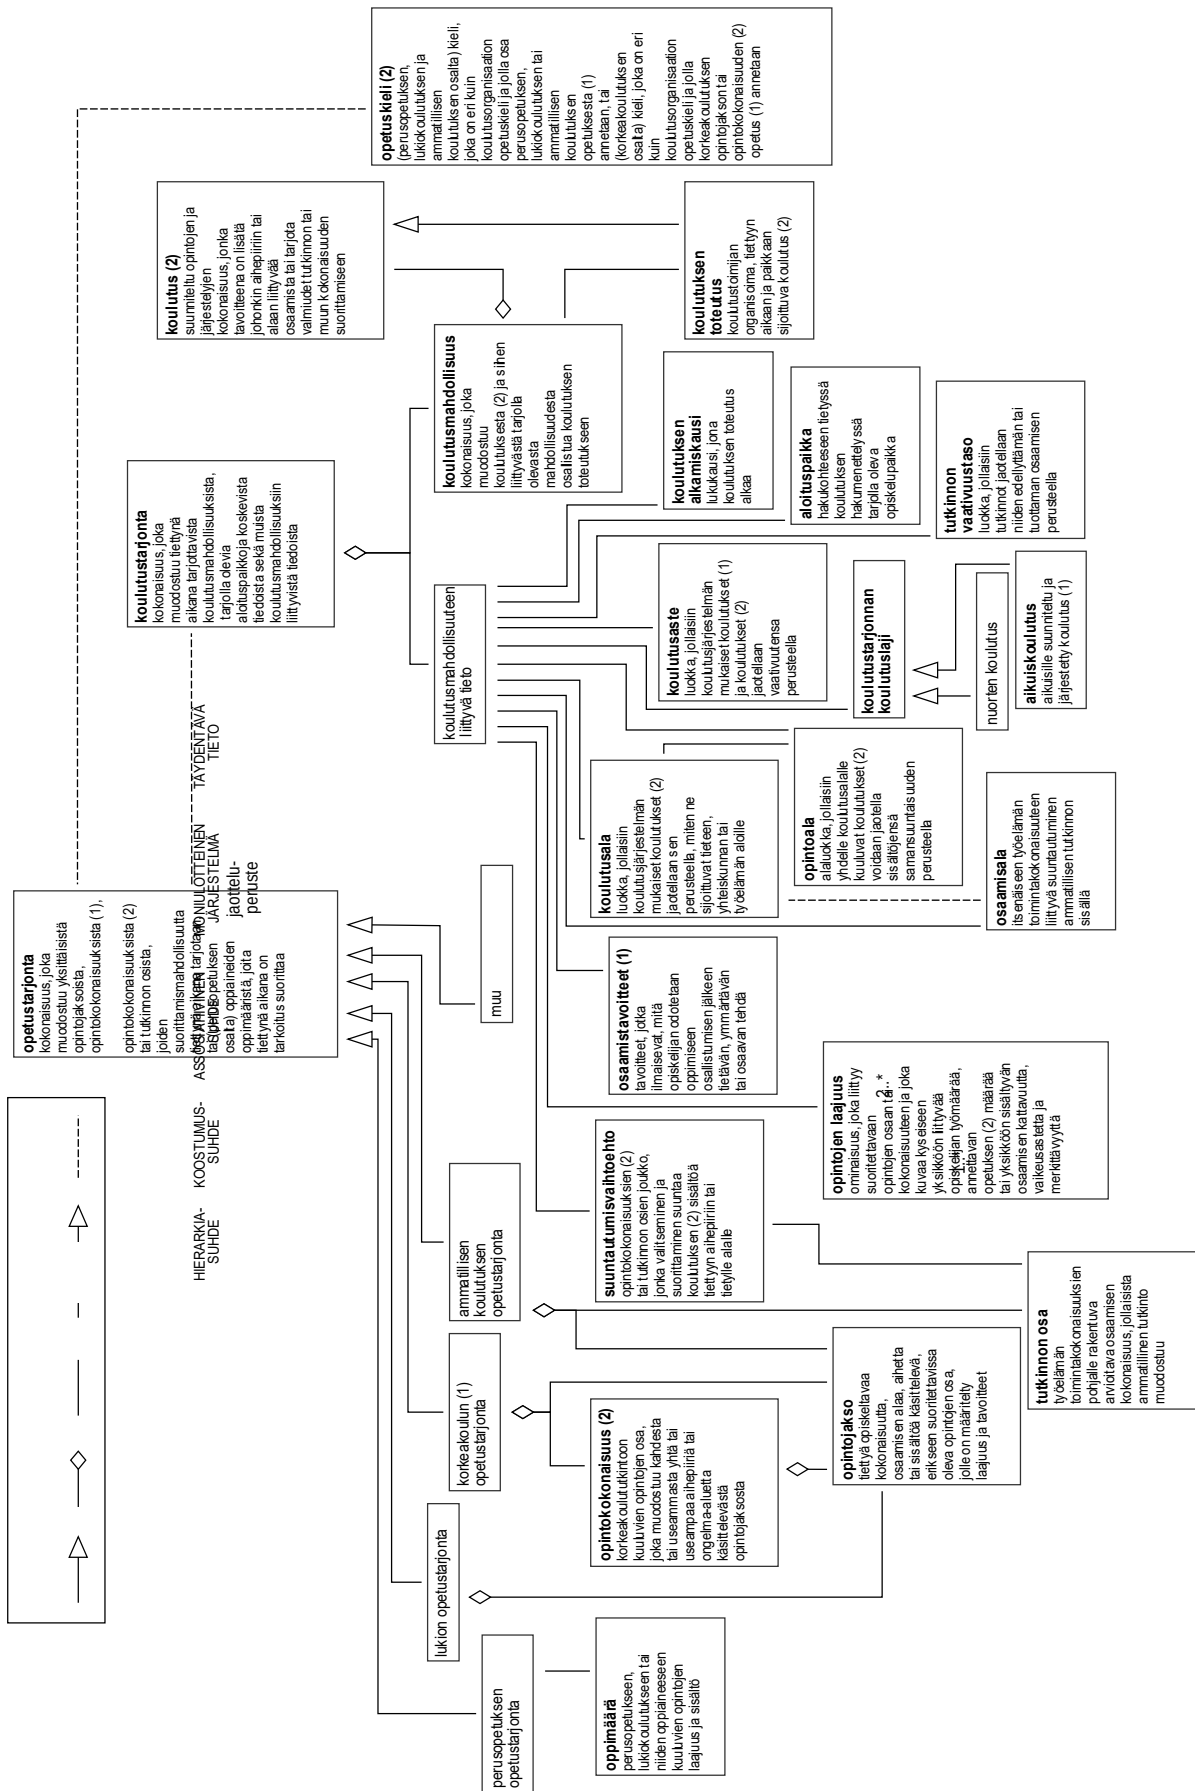 opetuskieli (2)
(perusopetuksen,
lukiokoulutuksen ja
ammatillisen
koulutuksen osalta) kieli,
joka on eri kuin
koulutusorganisaation
opetuskieli ja jolla osa
perusopetuksen,
lukiokoulutuksen tai
ammatillisen
koulutuksen
opetuksesta (1)
annetaan, tai
(korkeakoulutuksen
osalta) kieli, joka on eri
kuin
koulutusorganisaation
opetuskieli ja jolla
korkeakoulutuksen
opintojakson tai
opintokokonaisuuden (2)
opetus (1) annetaan
koulutus (2)
suunniteltu opintojen ja
järjestelyjen
kokonaisuus, jonka
tavoitteena on lisätä
johonkin aihepiiriin tai
alaan liittyvää
osaamista tai tarjota
valmiudet tutkinnon tai
muun kokonaisuuden
suorittamiseen
koulutuksen
toteutus
koulutustoimijan
organisoima, tiettyyn
aikaan ja paikkaan
sijoittuva koulutus (2)
koulutustarjonta
kokonaisuus, joka
muodostuu tiettynä
aikana tarjottavista
koulutusmahdollisuuksista,
tarjolla olevia
aloituspaikkoja koskevista
tiedoista sekä muista
koulutusmahdollisuuksiin
liittyvistä tiedoista
koulutusmahdollisuus
kokonaisuus, joka
muodostuu
koulutuksesta (2) ja siihen
liittyvästä tarjolla
olevasta
mahdollisuudesta
osallistua koulutuksen
toteutukseen
koulutuksen
alkamiskausi
lukukausi, jona
koulutuksen toteutus
alkaa
aloituspaikka
hakukohteeseen tietyssä
koulutuksen
hakumenettelyssä
tarjolla oleva
opiskelupaikka
tutkinnon
vaativuustaso
luokka, jollaisiin
tutkinnot jaotellaan
niiden edellyttämän tai
tuottaman osaamisen
perusteella
koulutusmahdollisuuteen
liittyvä tieto
koulutusaste
luokka, jollaisiin
koulutusjärjestelmän
mukaiset koulutukset (1)
ja koulutukset (2)
jaotellaan
vaativuutensa
perusteella
koulutustarjonnan
koulutuslaji
nuorten koulutus
aikuiskoulutus
aikuisille suunniteltu ja
järjestetty koulutus (1)
koulutusala
luokka, jollaisiin
koulutusjärjestelmän
mukaiset koulutukset (2)
jaotellaan sen
perusteella, miten ne
sijoittuvat tieteen,
yhteiskunnan tai
työelämän aloille
opintoala
alaluokka, jollaisiin
yhdelle koulutusalalle
kuuluvat koulutukset (2)
voidaan jaotella
sisältöjensä
samansuuntaisuuden
perusteella
osaamisala
itsenäiseen työelämän
toimintakokonaisuuteen
liittyvä suuntautuminen
ammatillisen tutkinnon
sisällä
opetustarjonta
kokonaisuus, joka
muodostuu yksittäisistä
opintojaksoista,
opintokokonaisuuksista (1),
opintokokonaisuuksista (2)
tai tutkinnon osista,
joiden
suorittamismahdollisuutta
tiettynä aikana tarjotaan
tai (perusopetuksen
osalta) oppiaineiden
oppimääristä, joita
tiettynä aikana on
tarkoitus suorittaa
HIERARKIA-
SUHDE
KOOSTUMUS-
SUHDE
ASSOSIATIIVINEN
SUHDE
MONIULOTTEINEN
JÄRJESTELMÄ
TÄYDENTÄVÄ
TIETO
jaottelu-
peruste
muu
osaamistavoitteet (1)
tavoitteet, jotka
ilmaisevat, mitä
opiskelijan odotetaan
oppimiseen
osallistumisen jälkeen
tietävän, ymmärtävän
tai osaavan tehdä
opintojen laajuus
ominaisuus, joka liittyy
suoritettavaan
opintojen osaan tai
kokonaisuuteen ja joka
kuvaa kyseiseen
yksikköön liittyvää
opiskelijan työmäärää,
annettavan
opetuksen (2) määrää
tai yksikköön sisältyvän
osaamisen kattavuutta,
vaikeusastetta ja
merkittävyyttä
2..*
ammatillisen
koulutuksen
opetustarjonta
suuntautumisvaihtoehto
opintokokonaisuuksien (2)
tai tutkinnon osien joukko,
jonka valitseminen ja
suorittaminen suuntaa
koulutuksen (2) sisältöä
tiettyyn aihepiiriin tai
tietylle alalle
tutkinnon osa
työelämän
toimintakokonaisuuksien
pohjalle rakentuva
arvioitava osaamisen
kokonaisuus, jollaisista
ammatillinen tutkinto
muodostuu
korkeakoulun (1)
opetustarjonta
opintokokonaisuus (2)
korkeakoulututkintoon
kuuluvien opintojen osa,
joka muodostuu kahdesta
tai useammasta yhtä tai
useampaa aihepiiriä tai
ongelma-aluetta
käsittelevästä
opintojaksosta
opintojakso
tiettyä opiskeltavaa
kokonaisuutta,
osaamisen alaa, aihetta
tai sisältöä käsittelevä,
erikseen suoritettavissa
oleva opintojen osa,
jolle on määritelty
laajuus ja tavoitteet
lukion opetustarjonta
perusopetuksen
opetustarjonta
oppimäärä
perusopetukseen,
lukiokoulutukseen tai
niiden oppiaineeseen
kuuluvien opintojen
laajuus ja sisältö